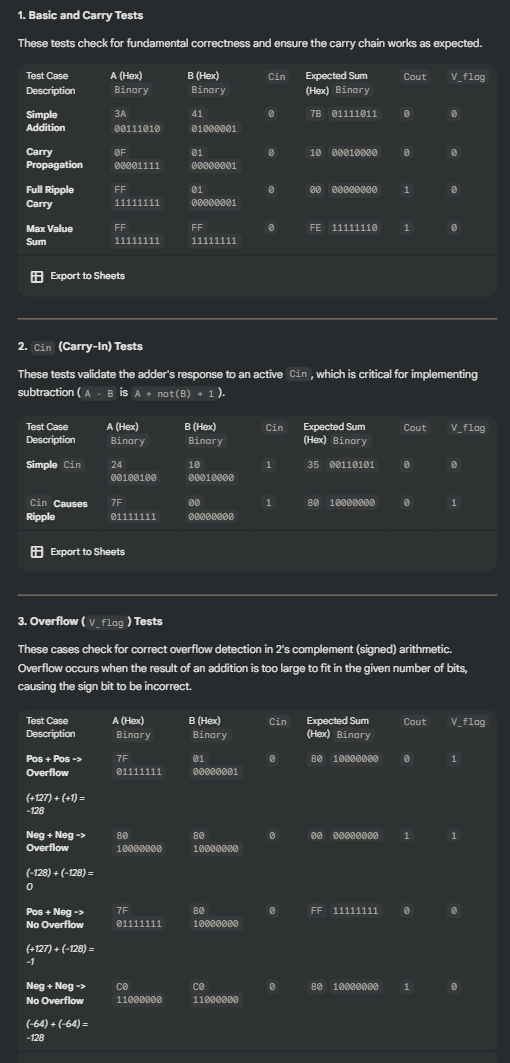 1. Basic and Carry Tests
These tests check for fundamental correctness and ensure the carry chain works as expected.
Test Case Description A (Hex) Binary B (Hex) Binary Cin Expected Sum (Hex) Binary Cout V_flag
Simple Addition 3A 00111010 41 01000001 0 7B 01111011 0 0
Carry Propagation 0F 00001111 01 00000001 0 10 00010000 0 0
Full Ripple Carry FF 11111111 01 00000001 0 00 00000000 1 0
Max Value Sum FF 11111111 FF 11111111 0 FE 11111110 1 0
Export to Sheets
2. Cin (Carry-In) Tests
These tests validate the adder's response to an active Cin, which is critical for implementing
subtraction ( A - B is A + not(B) + 1 ).
Test Case Description A (Hex) Binary B (Hex) Binary Cin Expected Sum (Hex) Binary Cout V_flag
Simple Cin 24 00100100 10 00010000 1 35 00110101 0 0
Cin Causes Ripple 7F 01111111 00 00000000 1 80 10000000 0 1
Export to Sheets
3. Overflow ( V_flag ) Tests
These cases check for correct overflow detection in 2's complement (signed) arithmetic.
Overflow occurs when the result of an addition is too large to fit in the given number of bits,
causing the sign bit to be incorrect.
Test Case Description A (Hex) Binary B (Hex) Binary Cin Expected Sum (Hex) Binary Cout V_flag
Pos + Pos -> Overflow 7F 01111111 01 00000001 0 80 10000000 0 1
(+127) + (+1) = -128
Neg + Neg -> Overflow 80 10000000 80 10000000 0 00 00000000 1 1
(-128) + (-128) = 0
Pos + Neg -> No Overflow 7F 01111111 80 10000000 0 FF 11111111 0 0
(+127) + (-128) = -1
Neg + Neg -> No Overflow C0 11000000 C0 11000000 0 80 10000000 1 0
(-64) + (-64) = -128